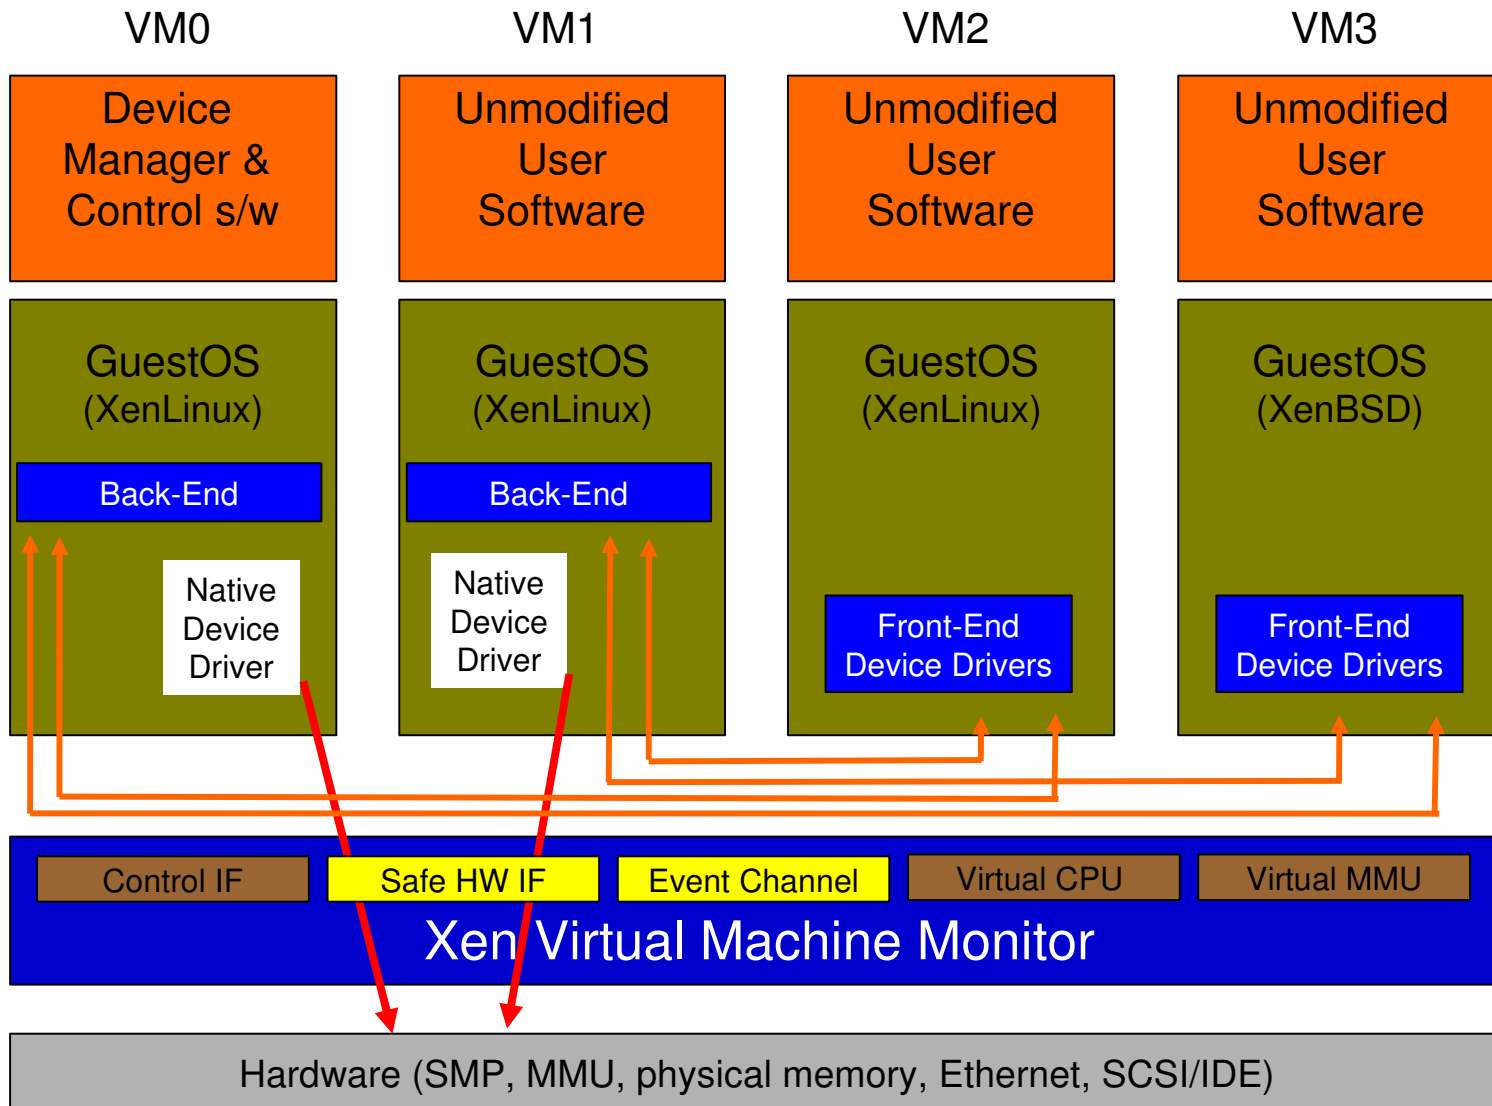 VM0
VM1
VM2
VM3
Device
Manager &
Control s/w
Unmodified
User
Software
Unmodified
User
Software
Unmodified
User
Software
GuestOS
(XenLinux)
GuestOS
(XenLinux)
GuestOS
(XenLinux)
GuestOS
(XenBSD)
Back-End
Back-End
Native
Device
Driver
Native
Device
Driver
Front-End
Device Drivers
Front-End
Device Drivers
Control IF
Safe HW IF
Event Channel
Virtual CPU
Virtual MMU
Xen Virtual Machine Monitor
Hardware (SMP, MMU, physical memory, Ethernet, SCSI/IDE)